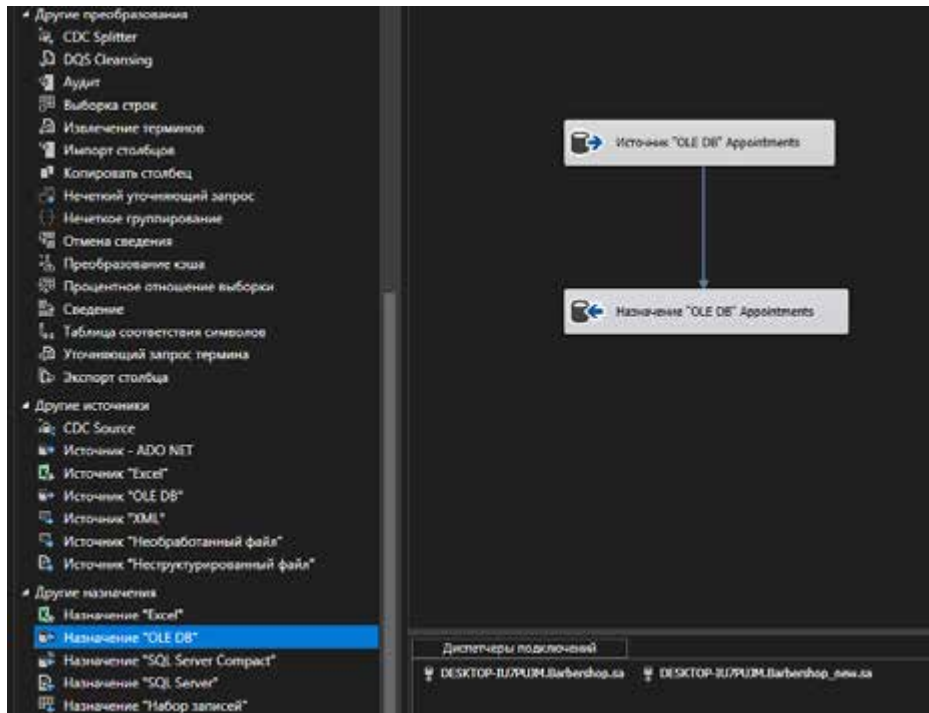 Другие преобразования
CDC Splitter
DQS Cleansing
Аудит
Выборка строк
Извлечение терминов
Импорт столбцов
Копировать столбец
Нечеткий уточняющий запрос
Нечеткое группирование
Отмена сведения
Преобразование кэша
Процентное отношение выборки
Сведение
Таблица соответствия символов
Уточняющий запрос термина
Экспорт столбца
Другие источники
CDC Source
Источник - ADO NET
Источник "Excel"
Источник "OLE DB"
Источник "XML"
Источник "Необработанный файл"
Источник "Неструктурированный файл"
Другие назначения
Назначение "Excel"
Назначение "OLE DB"
Назначение "SQL Server Compact"
Назначение "SQL Server"
Назначение "Набор записей"
Источник "OLE DB" Appointments
Назначение "OLE DB" Appointments
Диспетчеры подключений
DESKTOP-IU7PU3M.Barbershop.sa
DESKTOP-IU7PU3M.Barbershop_new.sa